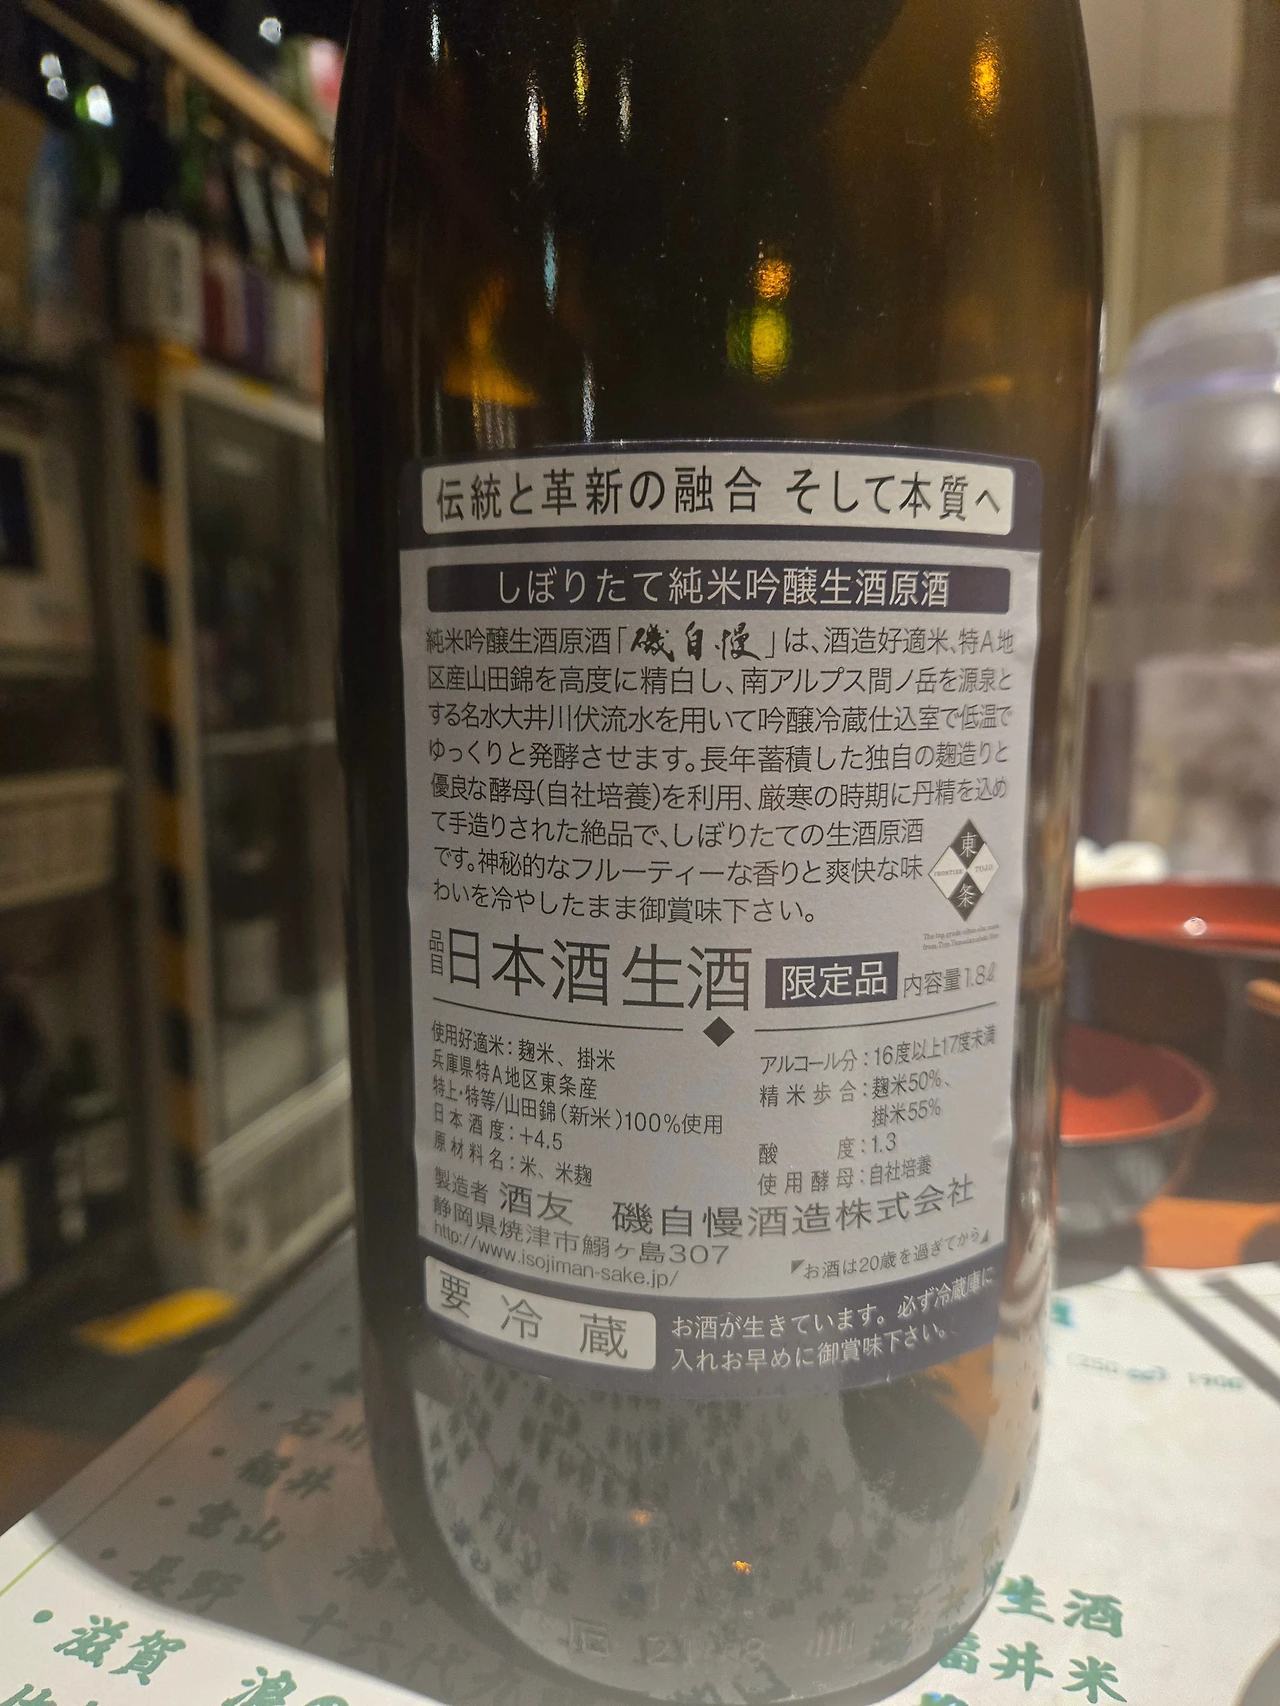 伝統と革新の融合 そして本質へ
しぼりたて純米吟醸生酒原酒
純米吟醸生酒原酒「磯自慢」は、酒造好適米、特A地
区産山田錦を高度に精白し、南アルプス間ノ岳を源泉と
する名水大井川伏流水を用いて吟醸冷蔵仕込室で低温で
ゆっくりと発酵させます。長年蓄積した独自の麹造りと
優良な酵母(自社培養)を利用、厳寒の時期に丹精を込め
て手造りされた絶品で、しぼりたての生酒原酒
です。神秘的なフルーティーな香りと爽快な味
わいを冷やしたまま御賞味下さい。
東
FRONTIER TOJO
条
品目 日本酒 生酒 限定品 内容量1.8ℓ
使用好適米:麹米、掛米
兵庫県特A地区東条産
特上・特等/山田錦(新米)100%使用
日本酒度:+4.5
原材料名:米、米麹
アルコール分:16度以上17度未満
精米歩合:麹米50%、
掛米55%
酸度:1.3
使用酵母:自社培養
製造者 酒友 磯自慢酒造株式会社
静岡県焼津市鰯ヶ島307
http://www.isojiman-sake.jp/
お酒は20歳を過ぎてから
要冷蔵
お酒が生きています。必ず冷蔵庫に
入れお早めに御賞味下さい。
・石川
・福井
・富山
・長野 十六代
・滋賀
生酒
福井米